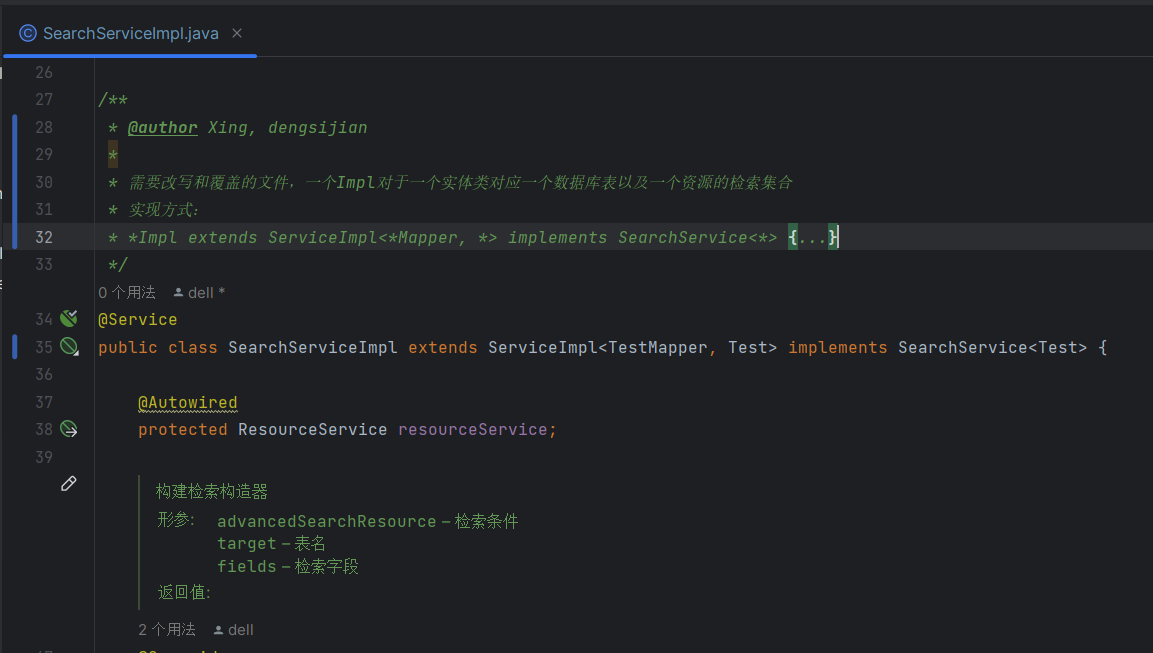 SearchServiceImpl.java
26
27 /**
28 * @author Xing, dengsijian
29 *
30 * 需要改写和覆盖的文件，一个Impl对于一个实体类对应一个数据库表以及一个资源的检索集合
31 * 实现方式：
32 * *Impl extends ServiceImpl<*Mapper, *> implements SearchService<*> {...}
33 */
0 个用法 dell *
34 @Service
35 public class SearchServiceImpl extends ServiceImpl<TestMapper, Test> implements SearchService<Test> {
36
37 @Autowired
38 protected ResourceService resourceService;
39
构建检索构造器
形参: advancedSearchResource – 检索条件
target – 表名
fields – 检索字段
返回值:
2 个用法 dell